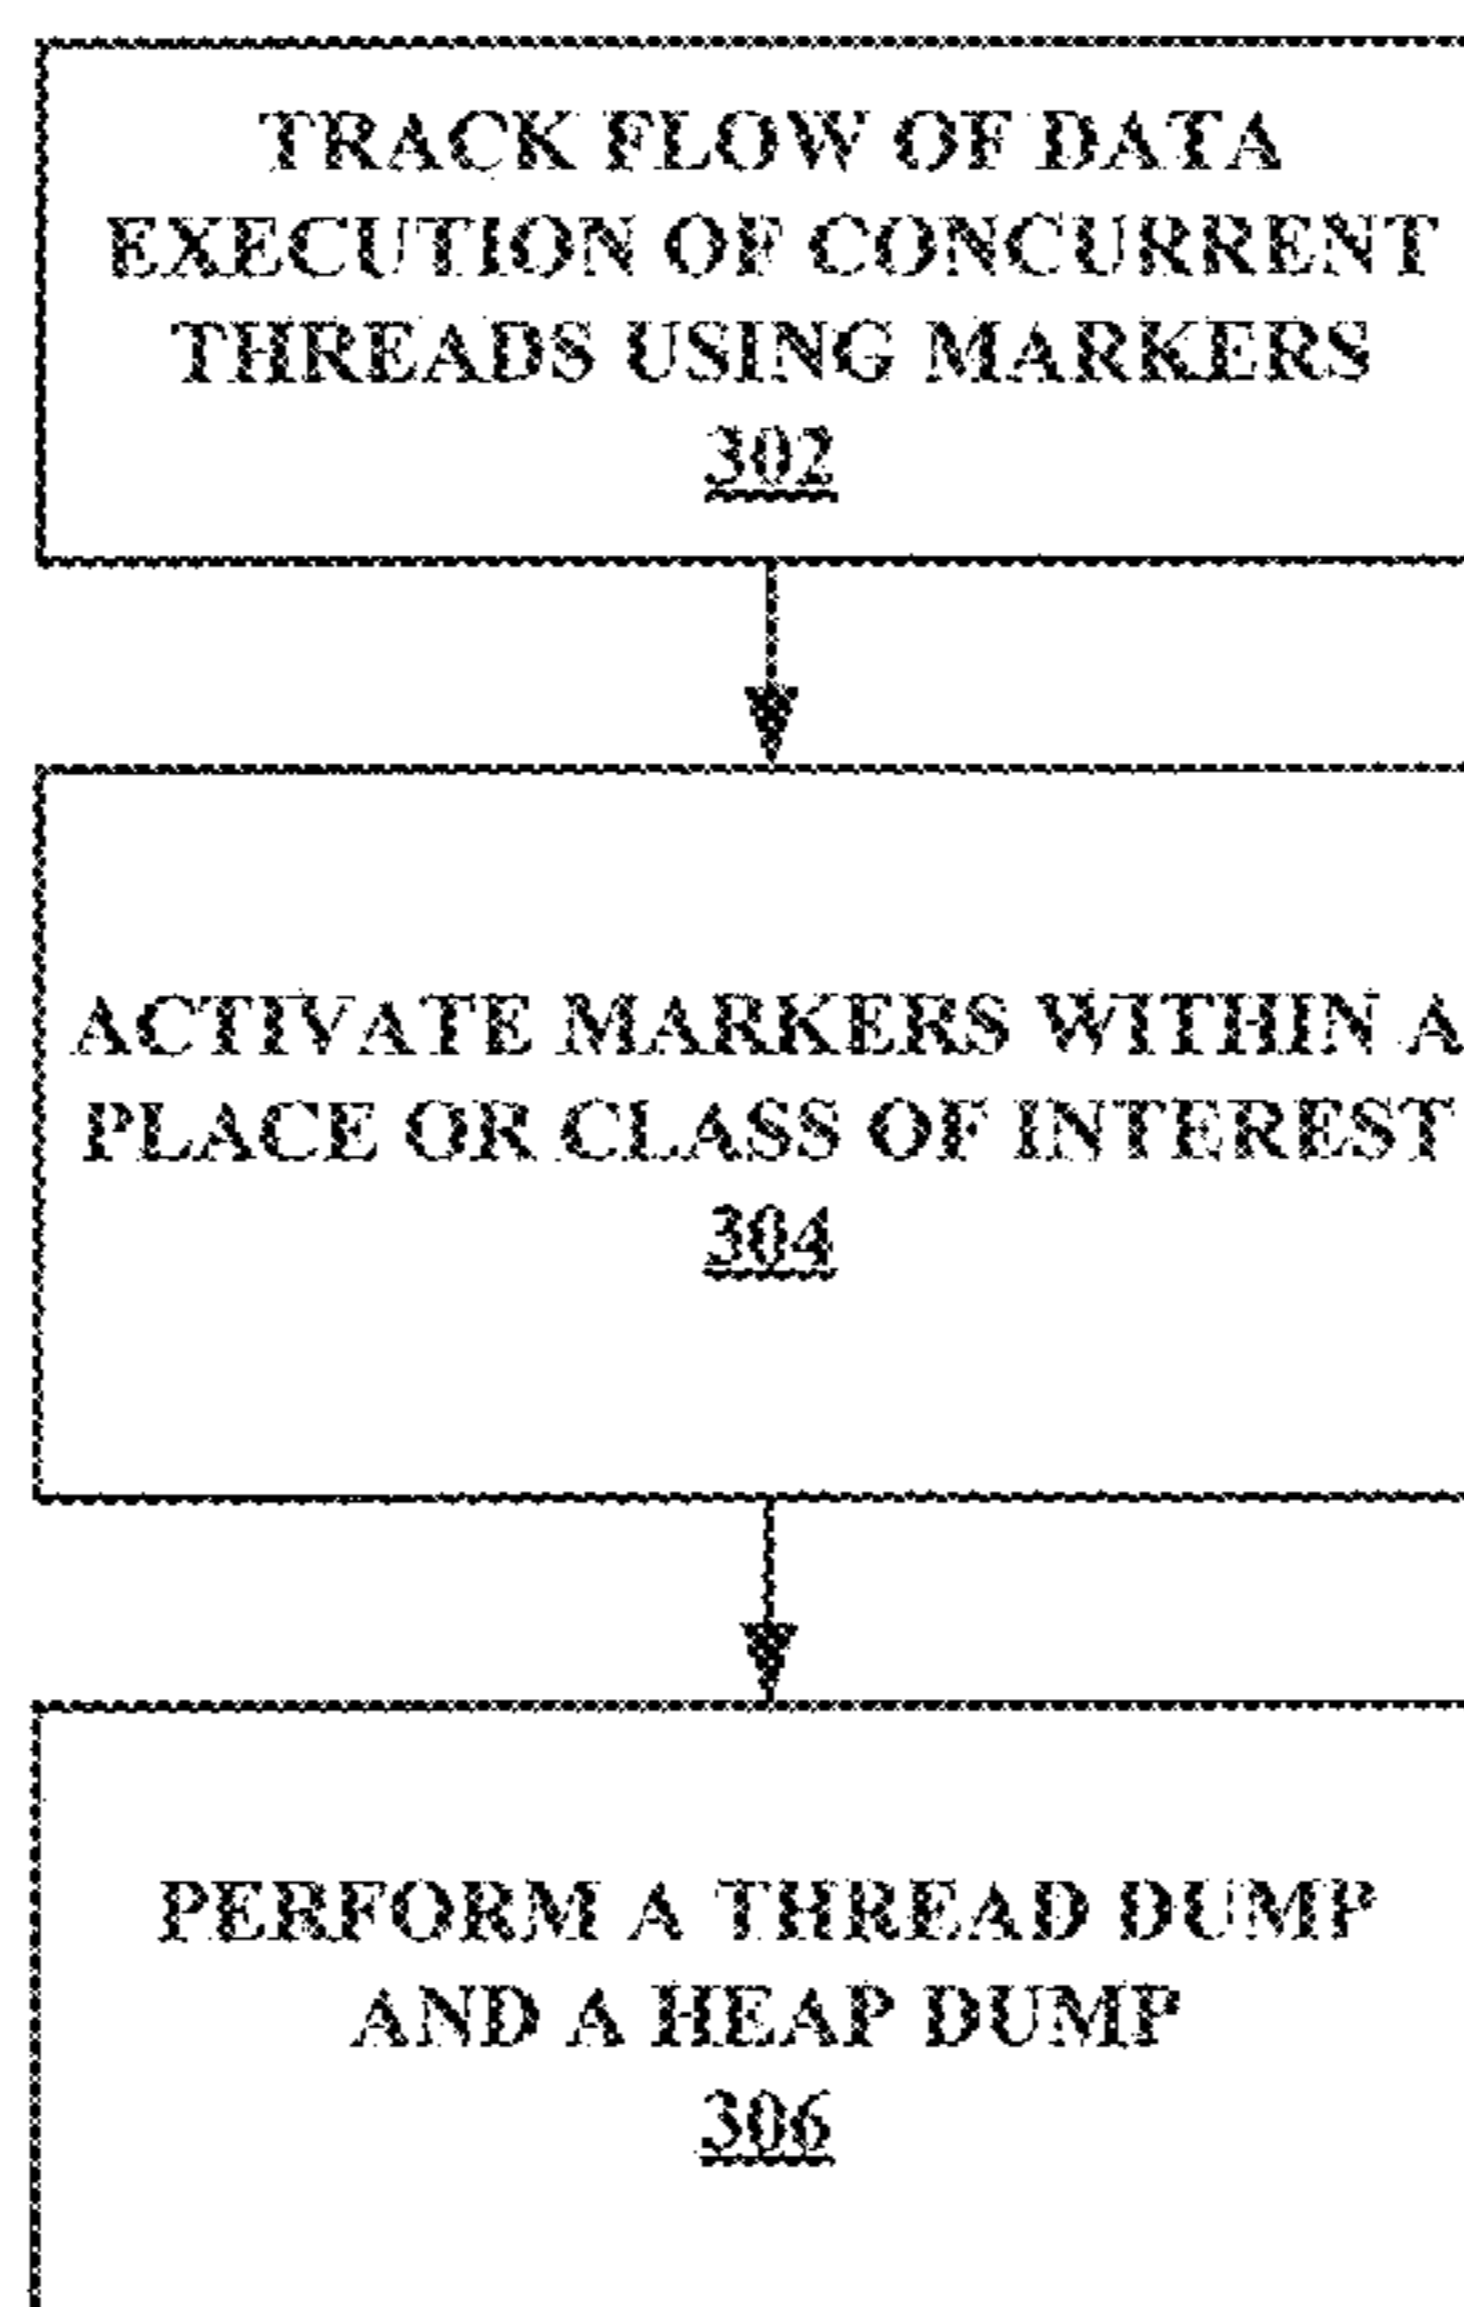 TRACK FLOW OF DATA
EXECUTION OF CONCURRENT
THREADS USING MARKERS
302
ACTIVATE MARKERS WITHIN A
PLACE OR CLASS OF INTEREST
304
PERFORM A THREAD DUMP
AND A HEAP DUMP
306